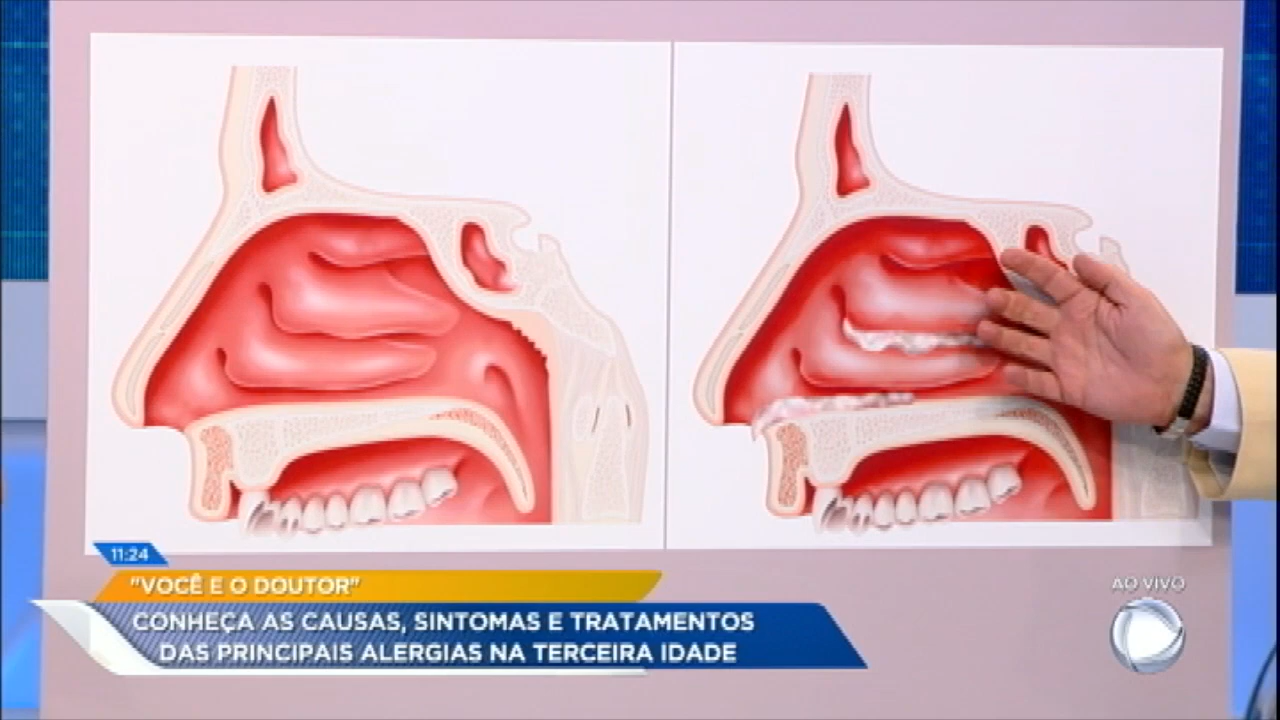 11:24
"VOCÊ E O DOUTOR"
AO VIVO
CONHEÇA AS CAUSAS, SINTOMAS E TRATAMENTOS
DAS PRINCIPAIS ALERGIAS NA TERCEIRA IDADE